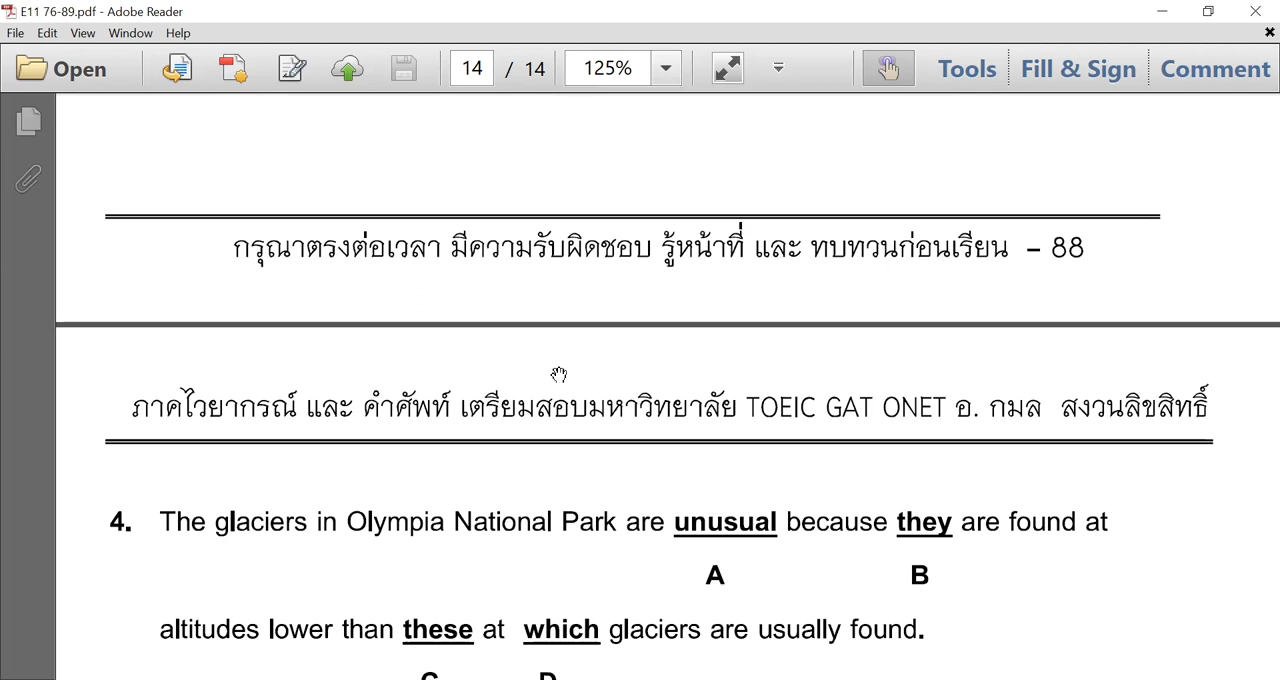 E11 76-89.pdf - Adobe Reader
File Edit View Window Help
Open 14 / 14 125% Tools Fill & Sign Comment
กรุณาตรงต่อเวลา มีความรับผิดชอบ รู้หน้าที่ และ ทบทวนก่อนเรียน – 88
ภาคไวยากรณ์ และ คำศัพท์ เตรียมสอบมหาวิทยาลัย TOEIC GAT ONET อ. กมล สงวนลิขสิทธิ์
4. The glaciers in Olympia National Park are unusual because they are found at
A B
altitudes lower than these at which glaciers are usually found.
C D